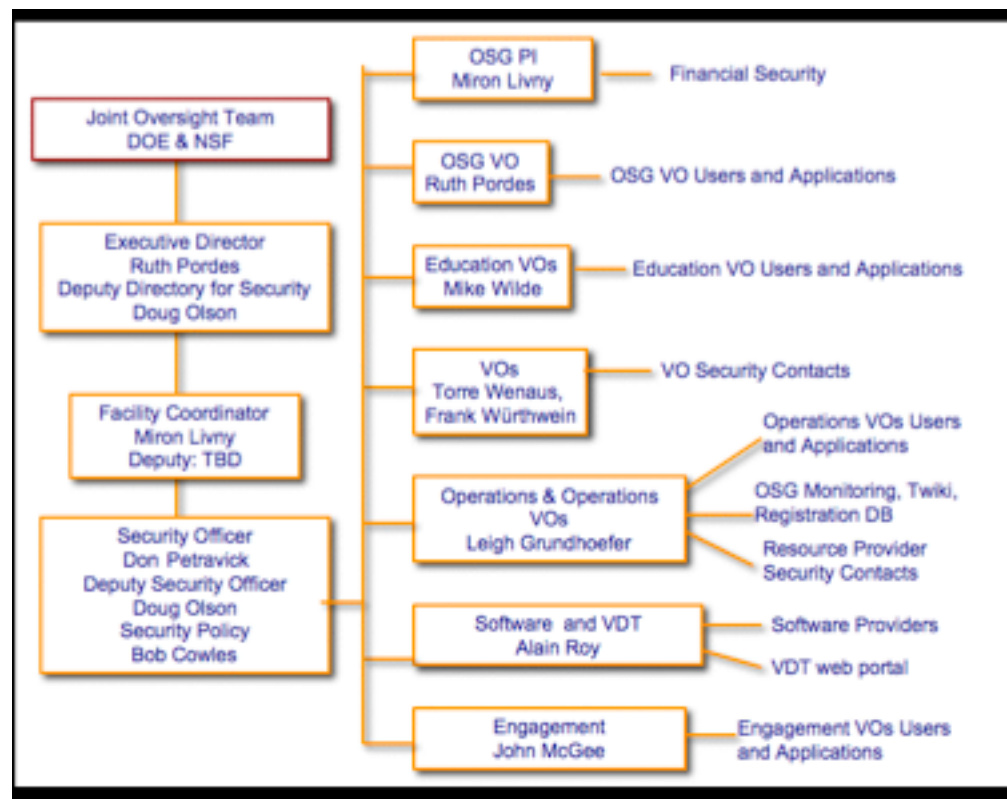 Joint Oversight Team
DOE & NSF
Executive Director
Ruth Pordes
Deputy Directory for Security
Doug Olson
Facility Coordinator
Miron Livny
Deputy: TBD
Security Officer
Don Petravick
Deputy Security Officer
Doug Olson
Security Policy
Bob Cowles
OSG PI
Miron Livny
Financial Security
OSG VO
Ruth Pordes
OSG VO Users and Applications
Education VOs
Mike Wilde
Education VO Users and Applications
VOs
Torre Wenaus,
Frank Würthwein
VO Security Contacts
Operations & Operations
VOs
Leigh Grundhoefer
Operations VOs Users
and Applications
OSG Monitoring, Twiki,
Registration DB
Resource Provider
Security Contacts
Software and VDT
Alain Roy
Software Providers
VDT web portal
Engagement
John McGee
Engagement VOs Users
and Applications